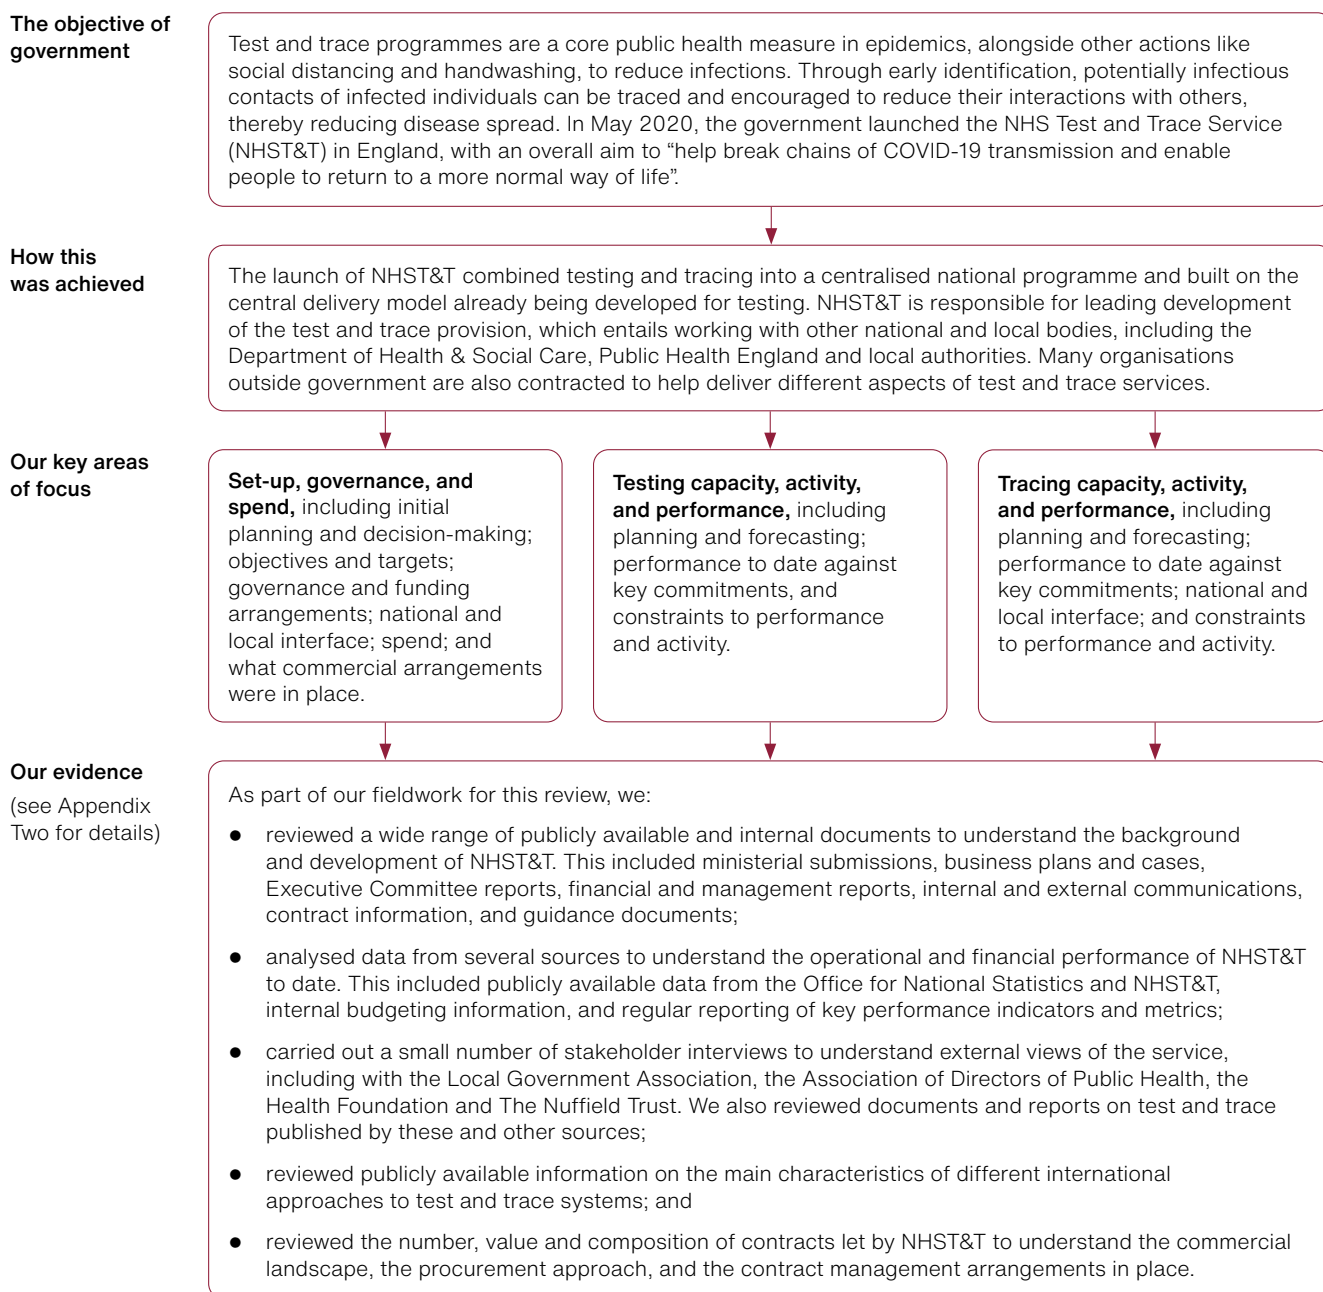 The objective of
government
Test and trace programmes are a core public health measure in epidemics, alongside other actions like
social distancing and handwashing, to reduce infections. Through early identification, potentially infectious
contacts of infected individuals can be traced and encouraged to reduce their interactions with others,
thereby reducing disease spread. In May 2020, the government launched the NHS Test and Trace Service
(NHST&T) in England, with an overall aim to “help break chains of COVID-19 transmission and enable
people to return to a more normal way of life”.
How this
was achieved
The launch of NHST&T combined testing and tracing into a centralised national programme and built on the
central delivery model already being developed for testing. NHST&T is responsible for leading development
of the test and trace provision, which entails working with other national and local bodies, including the
Department of Health & Social Care, Public Health England and local authorities. Many organisations
outside government are also contracted to help deliver different aspects of test and trace services.
Our key areas
of focus
Set-up, governance, and
spend, including initial
planning and decision-making;
objectives and targets;
governance and funding
arrangements; national and
local interface; spend; and
what commercial arrangements
were in place.
Testing capacity, activity,
and performance, including
planning and forecasting;
performance to date against
key commitments, and
constraints to performance
and activity.
Tracing capacity, activity,
and performance, including
planning and forecasting;
performance to date against
key commitments; national and
local interface; and constraints
to performance and activity.
Our evidence
(see Appendix
Two for details)
As part of our fieldwork for this review, we:
● reviewed a wide range of publicly available and internal documents to understand the background
and development of NHST&T. This included ministerial submissions, business plans and cases,
Executive Committee reports, financial and management reports, internal and external communications,
contract information, and guidance documents;
● analysed data from several sources to understand the operational and financial performance of NHST&T
to date. This included publicly available data from the Office for National Statistics and NHST&T,
internal budgeting information, and regular reporting of key performance indicators and metrics;
● carried out a small number of stakeholder interviews to understand external views of the service,
including with the Local Government Association, the Association of Directors of Public Health, the
Health Foundation and The Nuffield Trust. We also reviewed documents and reports on test and trace
published by these and other sources;
● reviewed publicly available information on the main characteristics of different international
approaches to test and trace systems; and
● reviewed the number, value and composition of contracts let by NHST&T to understand the commercial
landscape, the procurement approach, and the contract management arrangements in place.